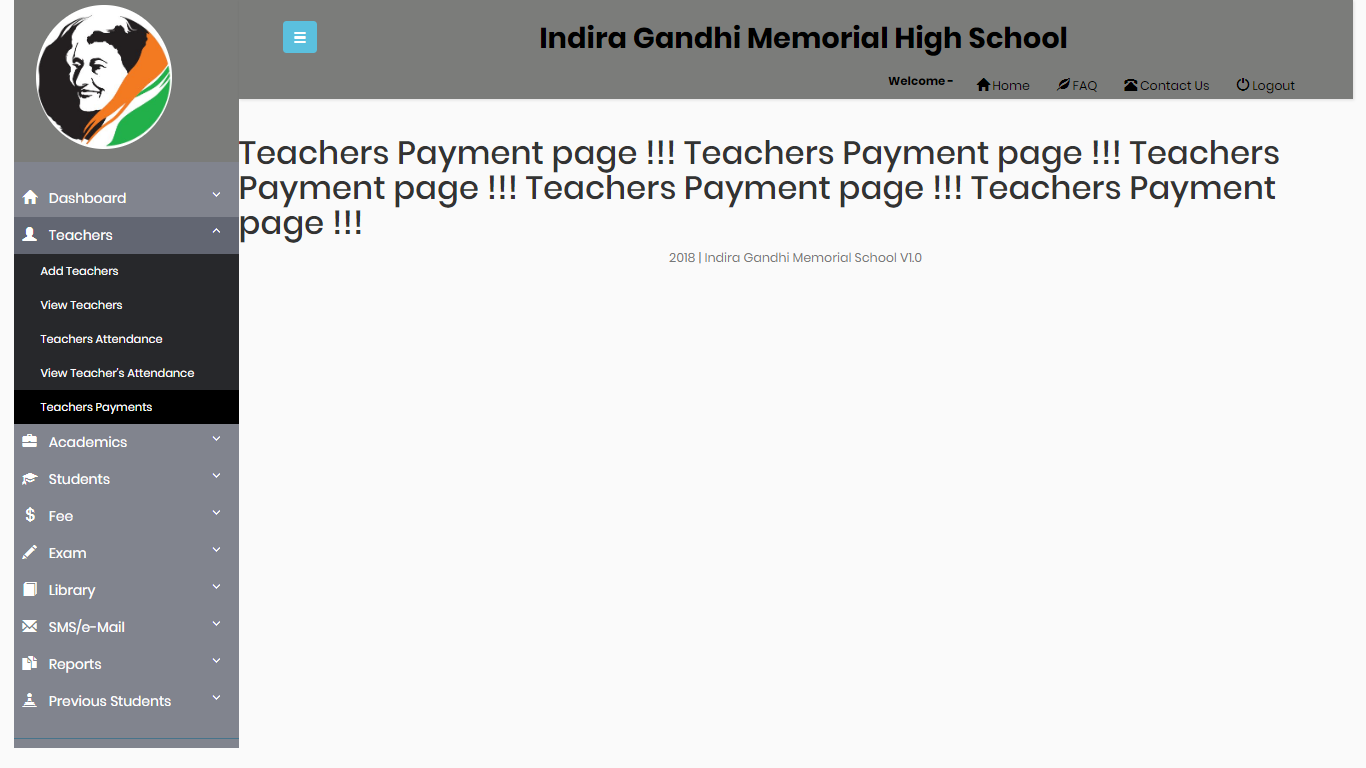 Indira Gandhi Memorial High School
Welcome -
Home
FAQ
Contact Us
Logout
Dashboard
Teachers
Add Teachers
View Teachers
Teachers Attendance
View Teacher's Attendance
Teachers Payments
Academics
Students
Fee
Exam
Library
SMS/e-Mail
Reports
Previous Students
Teachers Payment page !!! Teachers Payment page !!! Teachers
Payment page !!! Teachers Payment page !!! Teachers Payment
page !!!
2018 | Indira Gandhi Memorial School V1.0